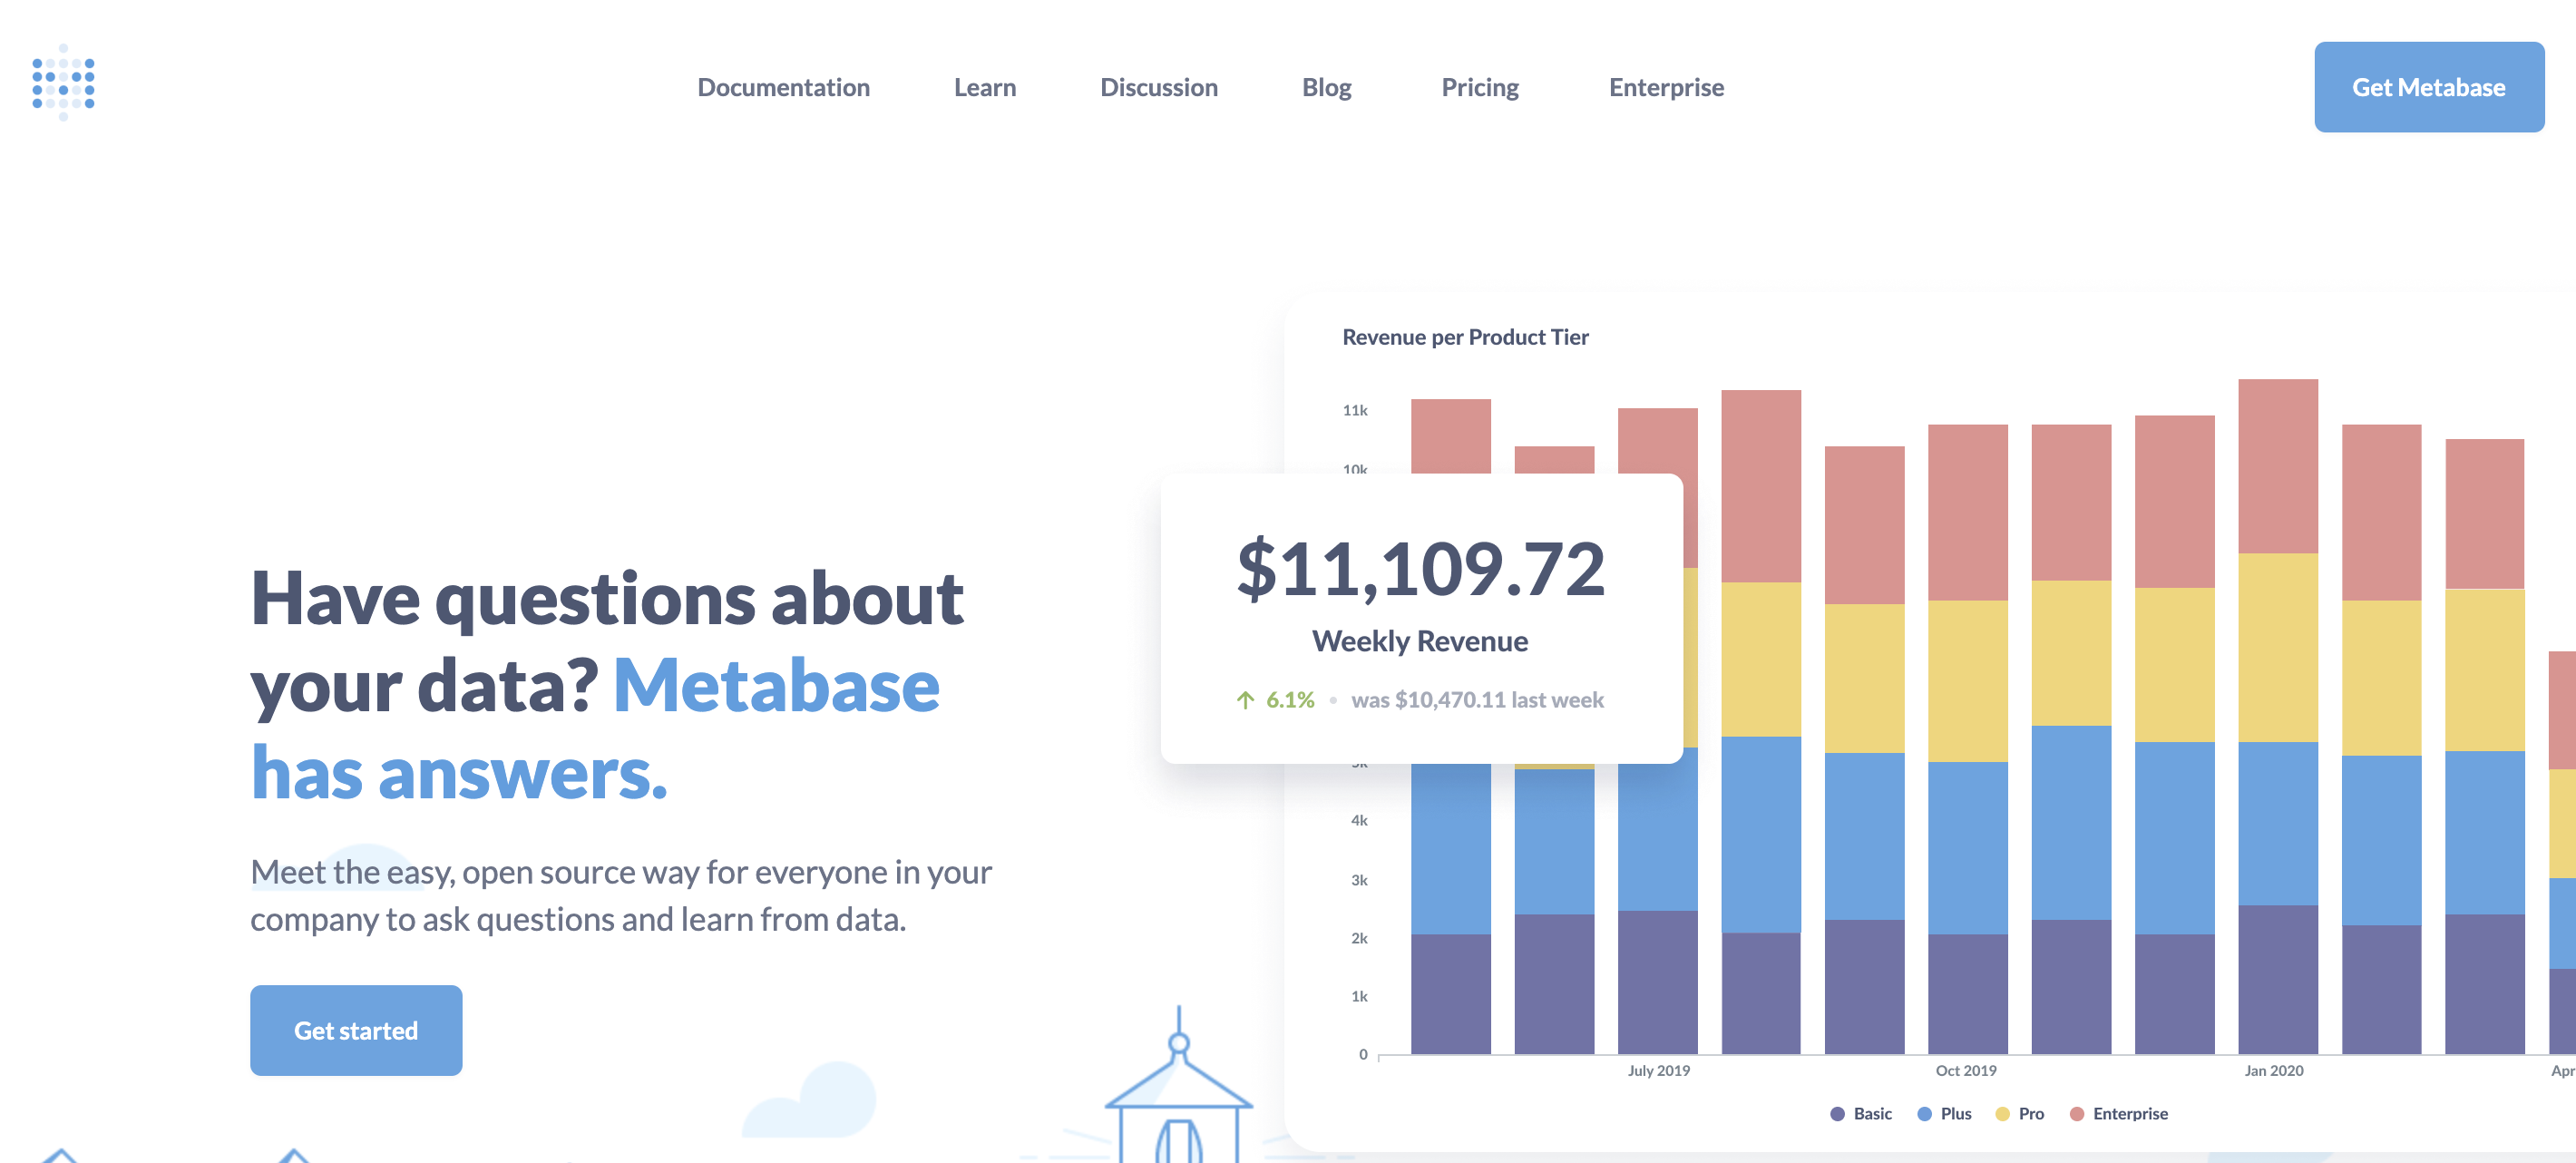 Documentation
Learn
Discussion
Blog
Pricing
Enterprise
Get Metabase
Have questions about
your data? Metabase
has answers.
Meet the easy, open source way for everyone in your
company to ask questions and learn from data.
Get started
Revenue per Product Tier
11k
10k
$11,109.72
Weekly Revenue
↑ 6.1% • was $10,470.11 last week
4k
3k
2k
1k
0
July 2019
Oct 2019
Jan 2020
Apr
Basic
Plus
Pro
Enterprise